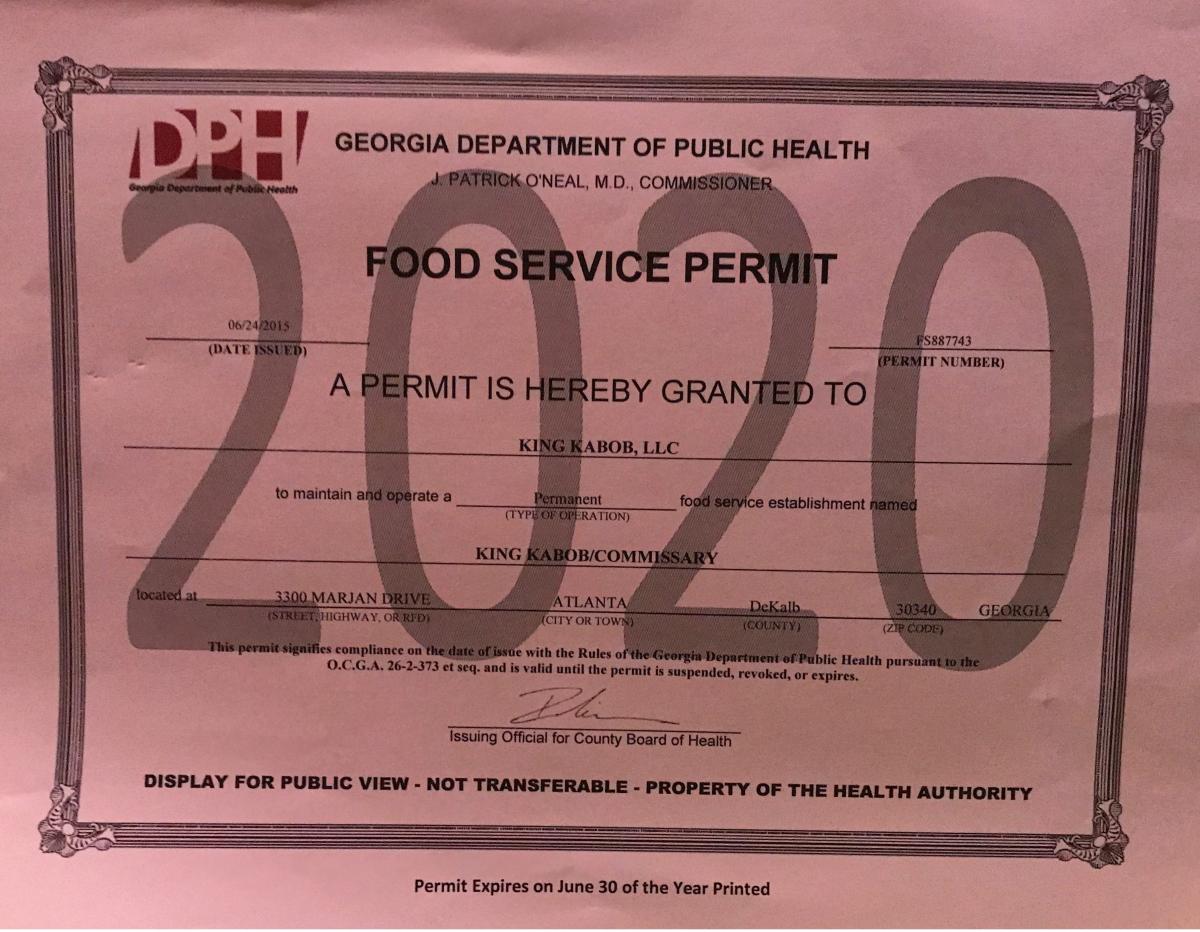 DPH
Georgia Department of Public Health
GEORGIA DEPARTMENT OF PUBLIC HEALTH
J. PATRICK O'NEAL, M.D., COMMISSIONER
2020
FOOD SERVICE PERMIT
06/24/2015
(DATE ISSUED)
FS887743
(PERMIT NUMBER)
A PERMIT IS HEREBY GRANTED TO
KING KABOB, LLC
to maintain and operate a Permanent food service establishment named
(TYPE OF OPERATION)
KING KABOB/COMMISSARY
located at 3300 MARJAN DRIVE ATLANTA DeKalb 30340 GEORGIA
(STREET, HIGHWAY, OR RFD) (CITY OR TOWN) (COUNTY) (ZIP CODE)
This permit signifies compliance on the date of issue with the Rules of the Georgia Department of Public Health pursuant to the
O.C.G.A. 26-2-373 et seq. and is valid until the permit is suspended, revoked, or expires.
Issuing Official for County Board of Health
DISPLAY FOR PUBLIC VIEW - NOT TRANSFERABLE - PROPERTY OF THE HEALTH AUTHORITY
Permit Expires on June 30 of the Year Printed